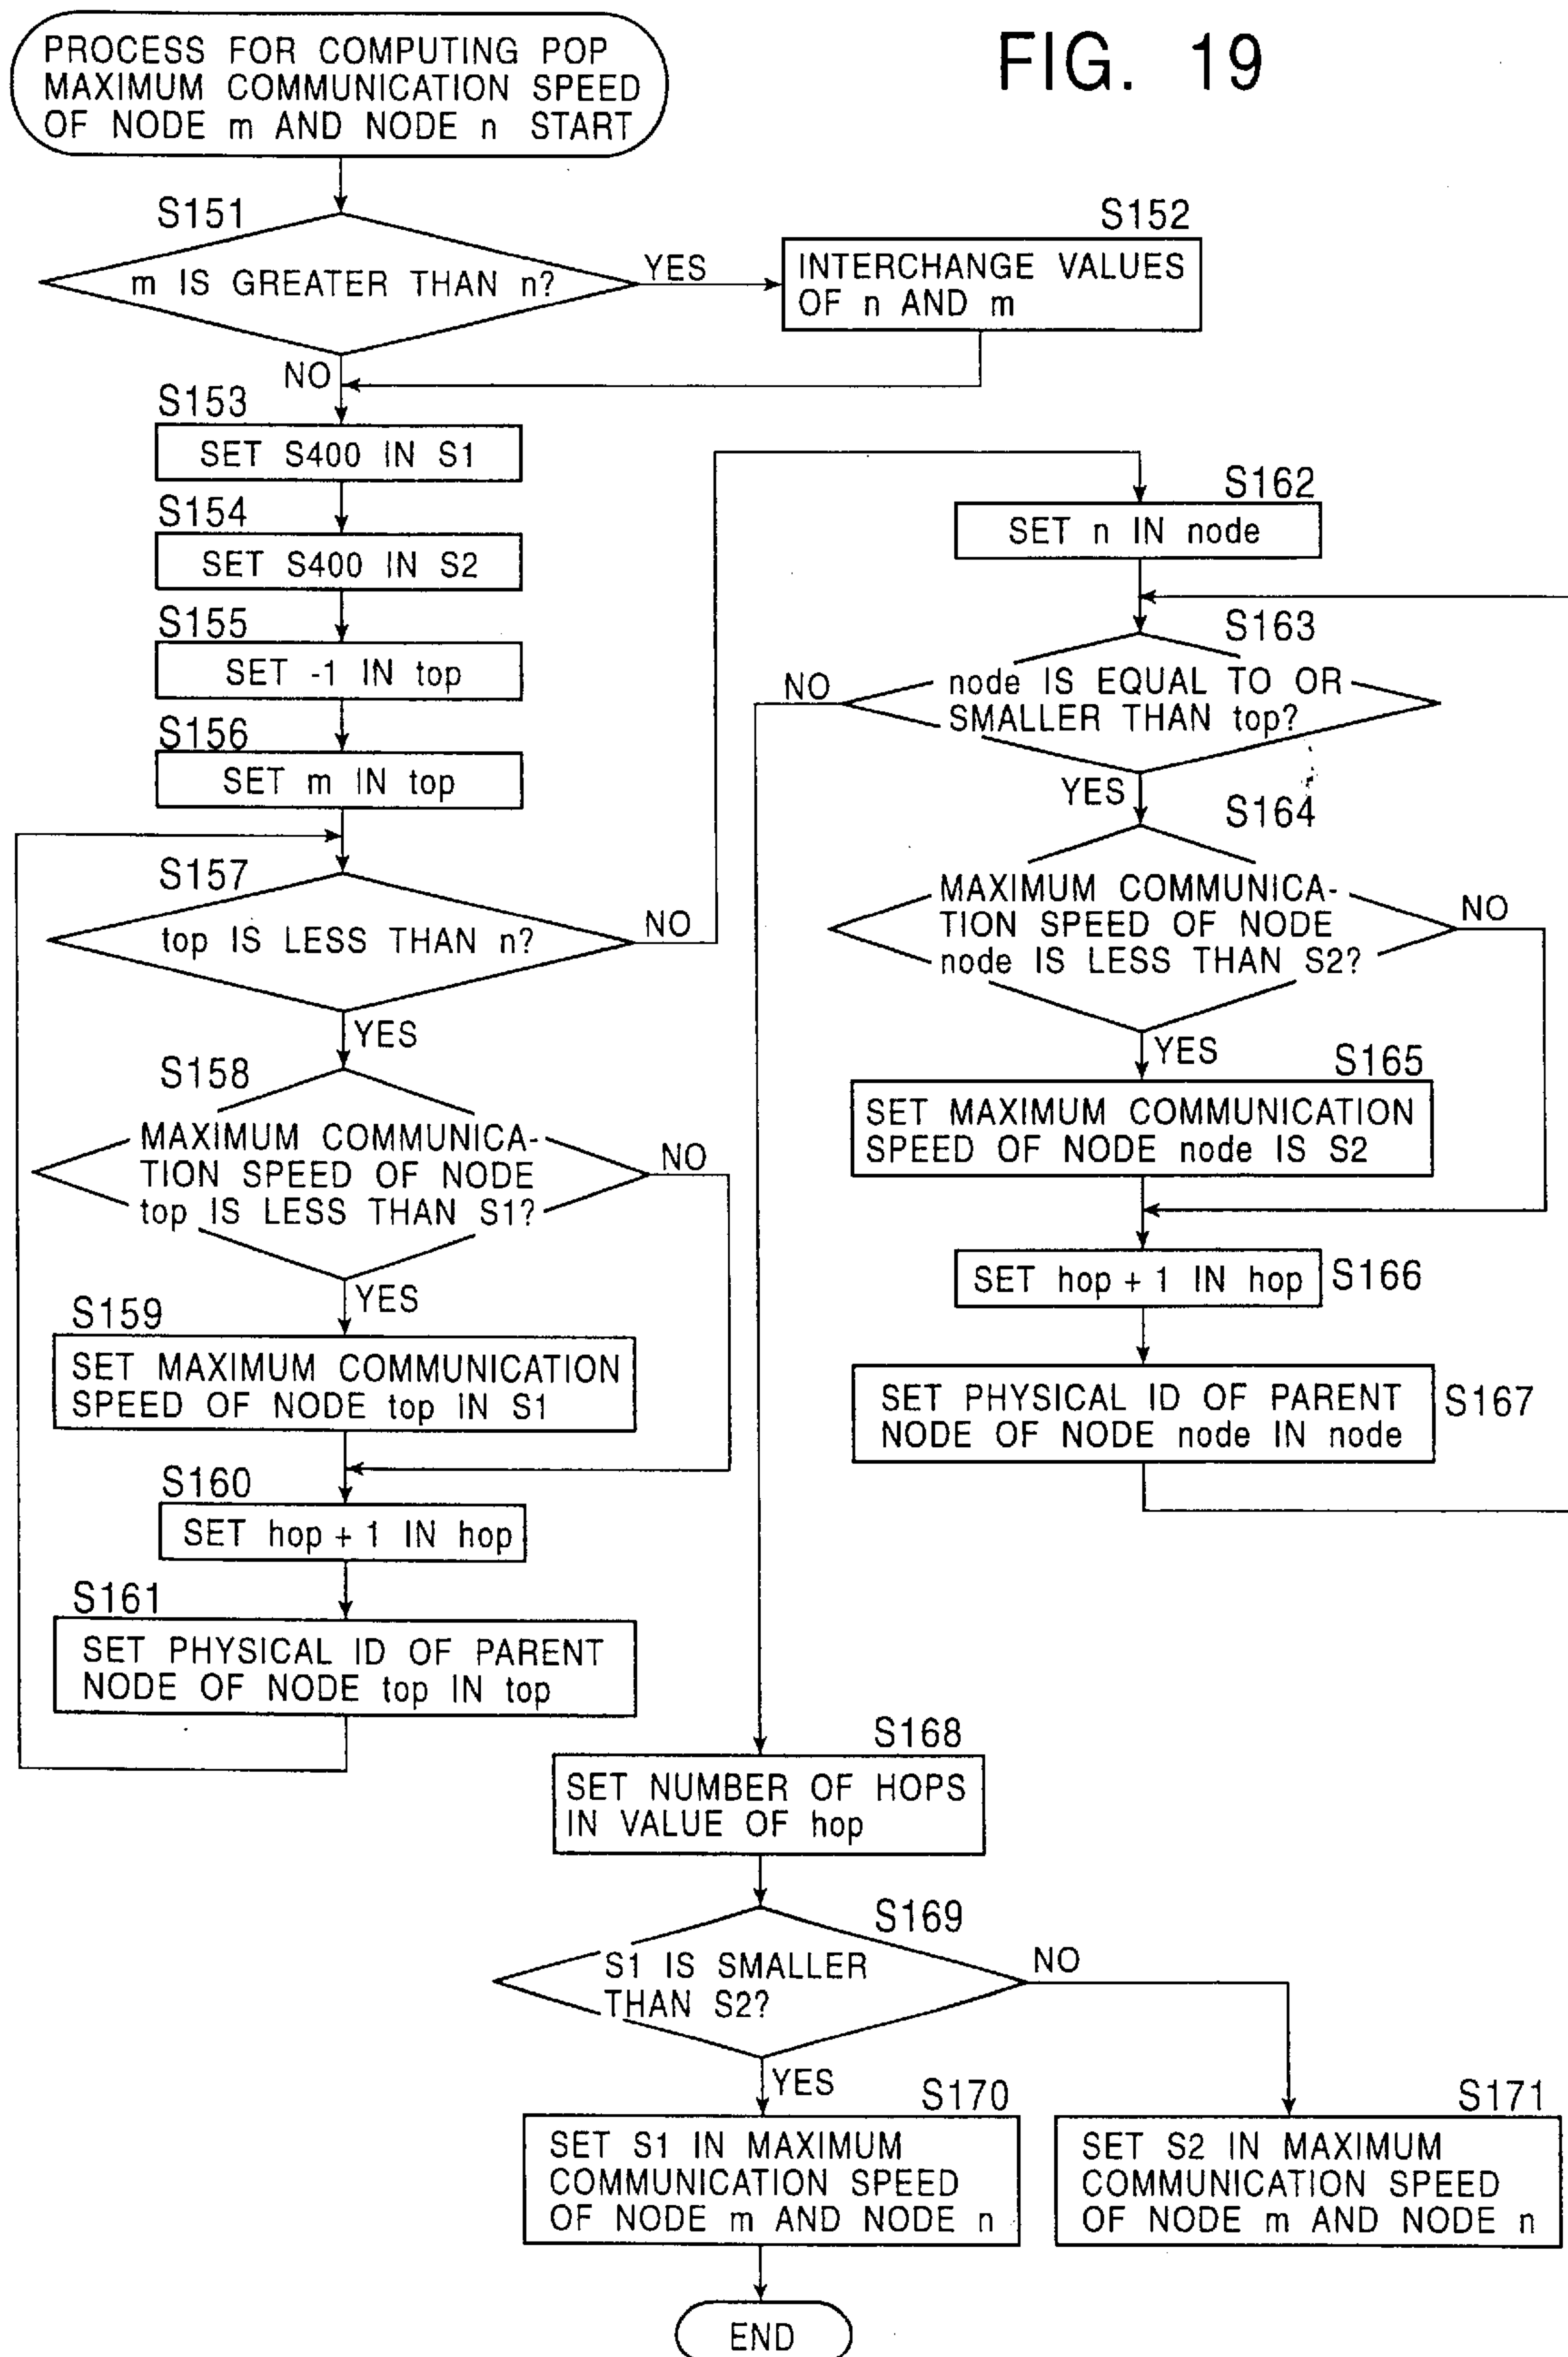 FIG. 19
PROCESS FOR COMPUTING POP
MAXIMUM COMMUNICATION SPEED
OF NODE m AND NODE n START
S151
m IS GREATER THAN n?
YES
S152
INTERCHANGE VALUES
OF n AND m
NO
S153
SET S400 IN S1
S154
SET S400 IN S2
S155
SET -1 IN top
S156
SET m IN top
S157
top IS LESS THAN n?
NO
YES
S158
MAXIMUM COMMUNICA-
TION SPEED OF NODE
top IS LESS THAN S1?
NO
YES
S159
SET MAXIMUM COMMUNICATION
SPEED OF NODE top IN S1
S160
SET hop + 1 IN hop
S161
SET PHYSICAL ID OF PARENT
NODE OF NODE top IN top
S162
SET n IN node
S163
node IS EQUAL TO OR
SMALLER THAN top?
NO
YES
S164
MAXIMUM COMMUNICA-
TION SPEED OF NODE
node IS LESS THAN S2?
NO
YES
S165
SET MAXIMUM COMMUNICATION
SPEED OF NODE node IS S2
SET hop + 1 IN hop
S166
SET PHYSICAL ID OF PARENT
NODE OF NODE node IN node
S167
S168
SET NUMBER OF HOPS
IN VALUE OF hop
S169
S1 IS SMALLER
THAN S2?
NO
YES
S170
SET S1 IN MAXIMUM
COMMUNICATION SPEED
OF NODE m AND NODE n
S171
SET S2 IN MAXIMUM
COMMUNICATION SPEED
OF NODE m AND NODE n
END